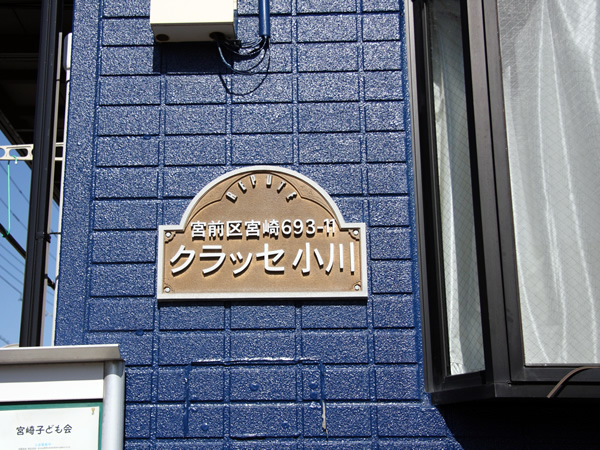 REPUTE
宮前区宮崎693-11
クラッセ小川
宮崎子ども会